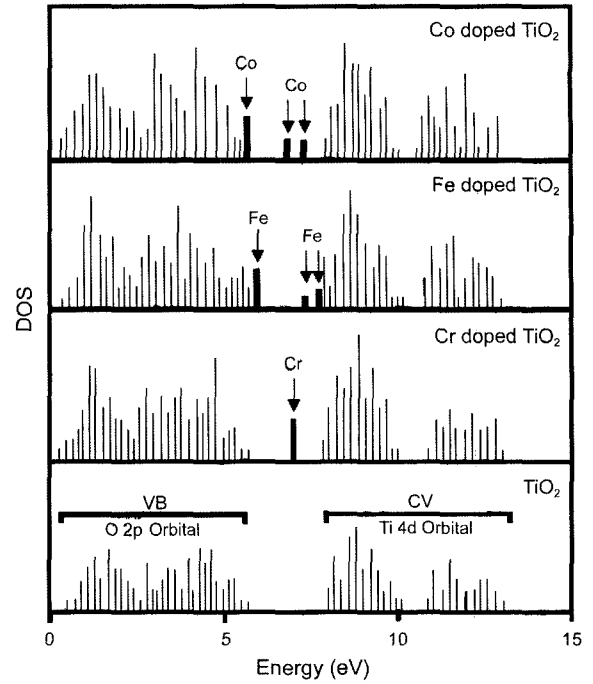 Co doped TiO₂
Co
Co
Fe doped TiO₂
Fe
Fe
Cr doped TiO₂
Cr
TiO₂
VB
O 2p Orbital
CV
Ti 4d Orbital
DOS
0 5 10 15
Energy (eV)